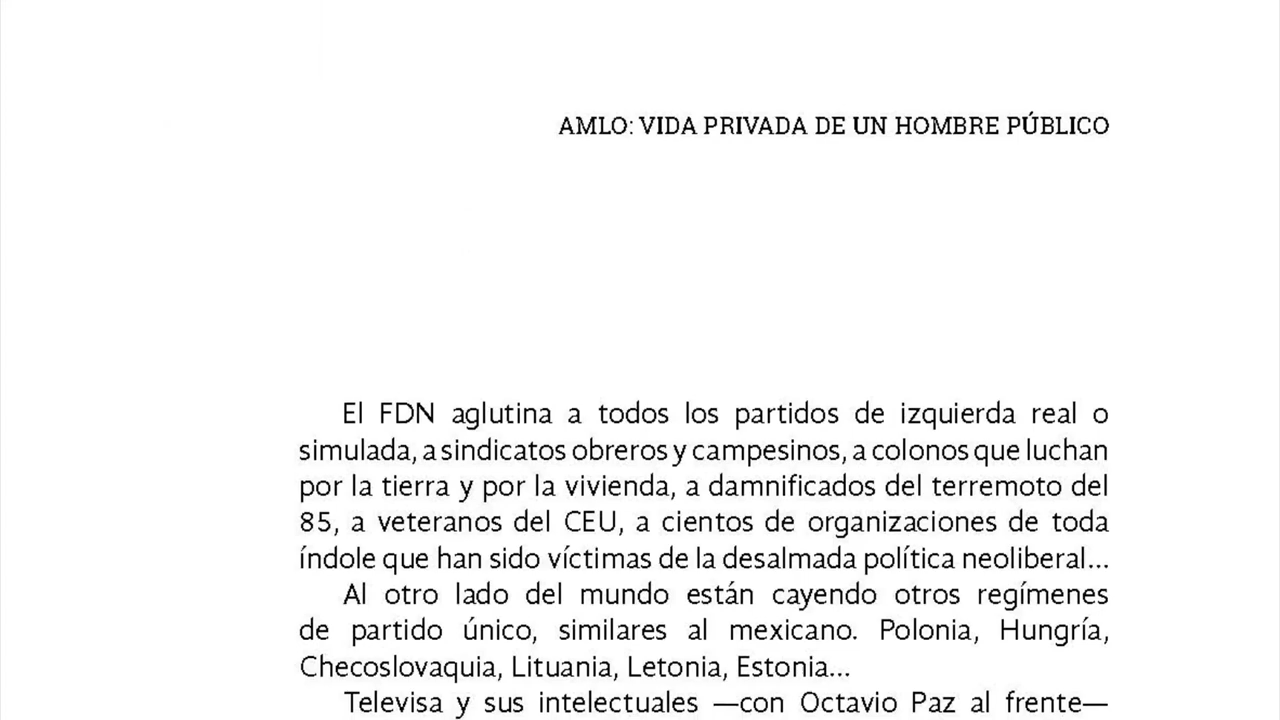 AMLO: VIDA PRIVADA DE UN HOMBRE PÚBLICO
El FDN aglutina a todos los partidos de izquierda real o
simulada, a sindicatos obreros y campesinos, a colonos que luchan
por la tierra y por la vivienda, a damnificados del terremoto del
85, a veteranos del CEU, a cientos de organizaciones de toda
índole que han sido víctimas de la desalmada política neoliberal...
Al otro lado del mundo están cayendo otros regímenes
de partido único, similares al mexicano. Polonia, Hungría,
Checoslovaquia, Lituania, Letonia, Estonia...
Televisa y sus intelectuales —con Octavio Paz al frente—